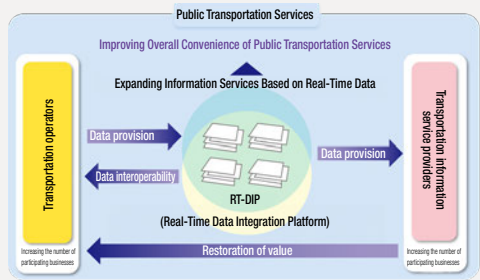 Public Transportation Services
Improving Overall Convenience of Public Transportation Services
Expanding Information Services Based on Real-Time Data
Transportation operators
Data provision
Data interoperability
RT-DIP
(Real-Time Data Integration Platform)
Data provision
Transportation information
service providers
Restoration of value
Increasing the number of
participating businesses
Increasing the number of
participating businesses